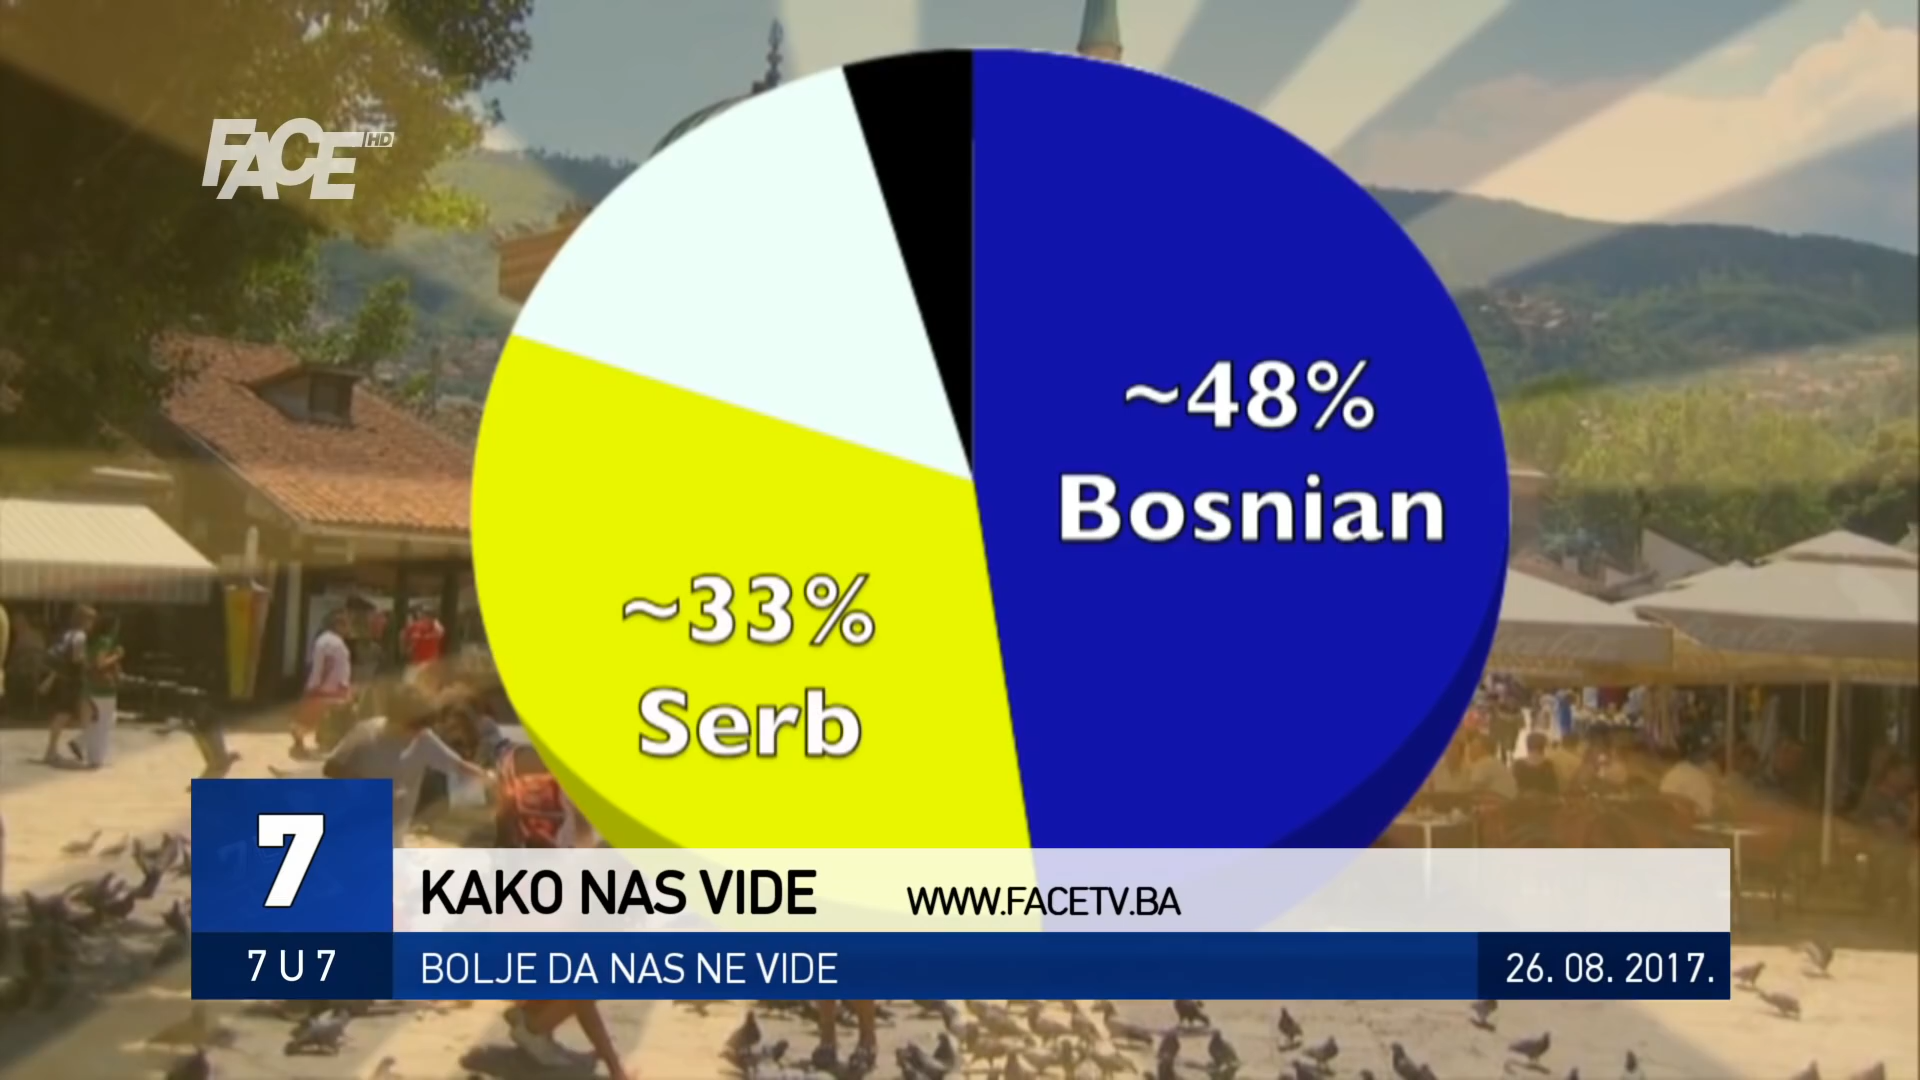 FACE HD
~48%
Bosnian
~33%
Serb
7
KAKO NAS VIDE
WWW.FACETV.BA
7 U 7
BOLJE DA NAS NE VIDE
26. 08. 2017.